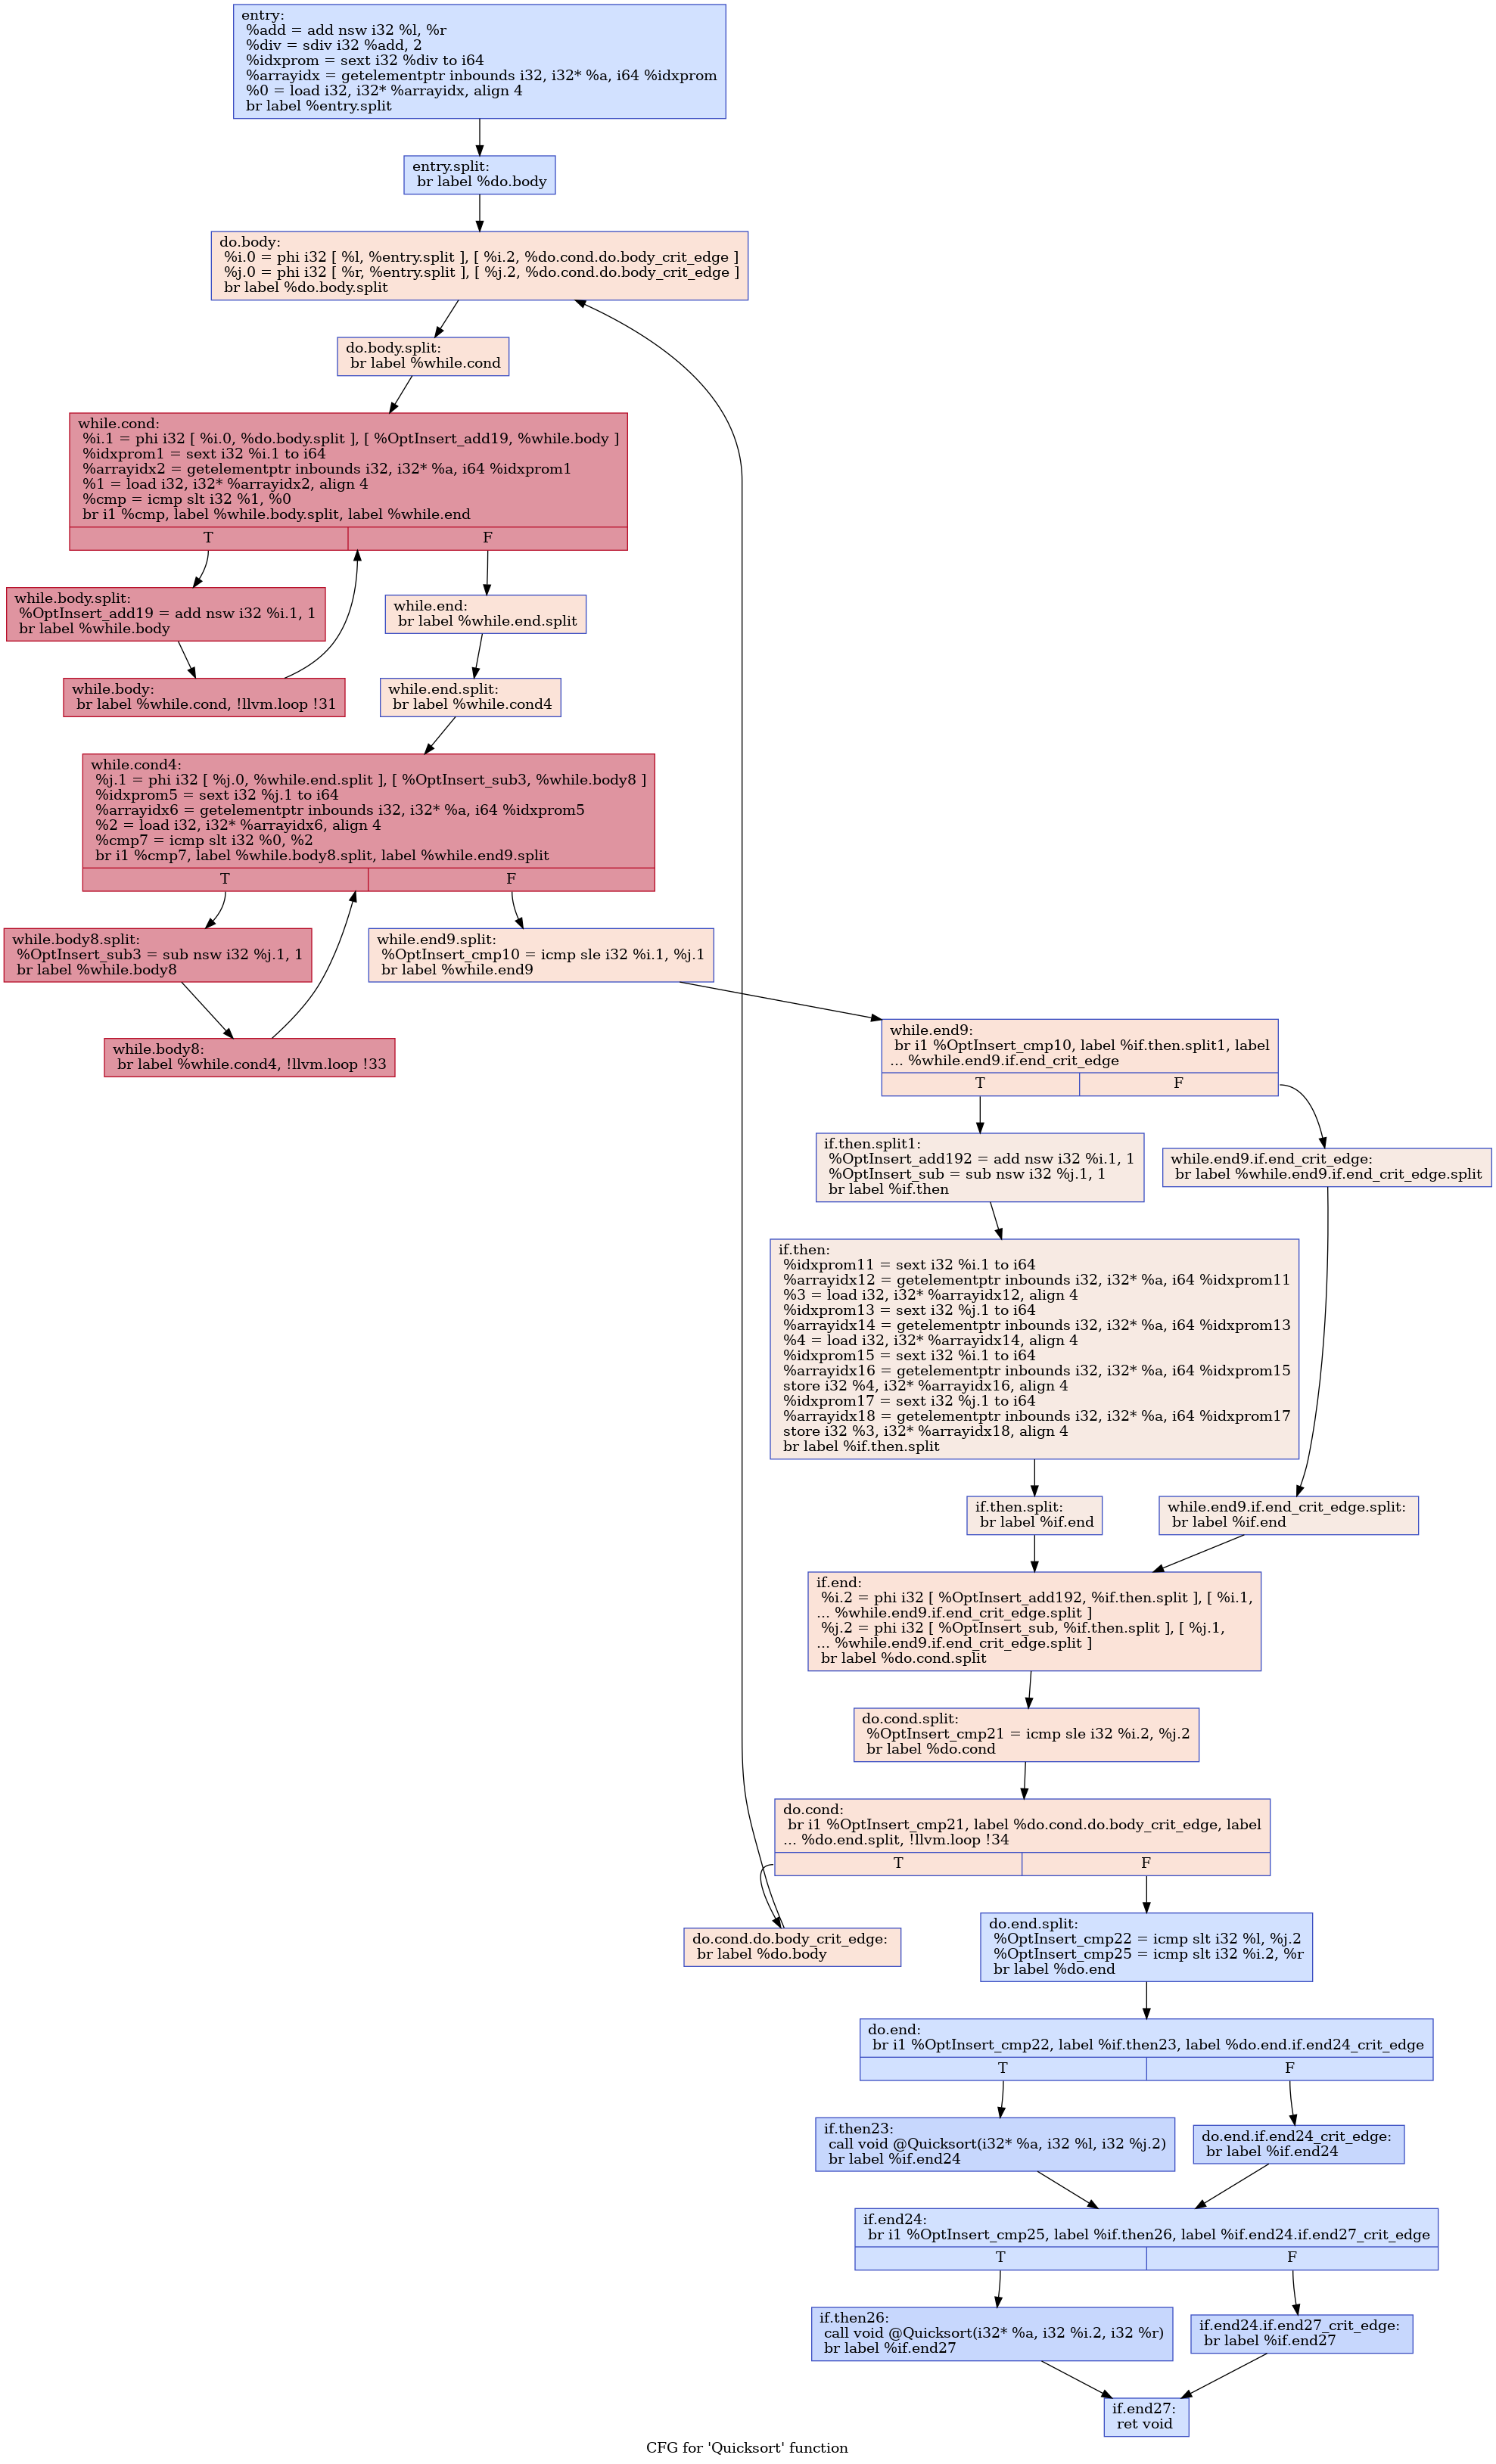 entry:
%add = add nsw i32 %l, %r
%div = sdiv i32 %add, 2
%idxprom = sext i32 %div to i64
%arrayidx = getelementptr inbounds i32, i32* %a, i64 %idxprom
%0 = load i32, i32* %arrayidx, align 4
br label %entry.split
entry.split:
br label %do.body
do.body:
%i.0 = phi i32 [ %l, %entry.split ], [ %i.2, %do.cond.do.body_crit_edge ]
%j.0 = phi i32 [ %r, %entry.split ], [ %j.2, %do.cond.do.body_crit_edge ]
br label %do.body.split
do.body.split:
br label %while.cond
while.cond:
%i.1 = phi i32 [ %i.0, %do.body.split ], [ %OptInsert_add19, %while.body ]
%idxprom1 = sext i32 %i.1 to i64
%arrayidx2 = getelementptr inbounds i32, i32* %a, i64 %idxprom1
%1 = load i32, i32* %arrayidx2, align 4
%cmp = icmp slt i32 %1, %0
br i1 %cmp, label %while.body.split, label %while.end
T
F
while.body.split:
%OptInsert_add19 = add nsw i32 %i.1, 1
br label %while.body
while.end:
br label %while.end.split
while.body:
br label %while.cond, !llvm.loop !31
while.end.split:
br label %while.cond4
while.cond4:
%j.1 = phi i32 [ %j.0, %while.end.split ], [ %OptInsert_sub3, %while.body8 ]
%idxprom5 = sext i32 %j.1 to i64
%arrayidx6 = getelementptr inbounds i32, i32* %a, i64 %idxprom5
%2 = load i32, i32* %arrayidx6, align 4
%cmp7 = icmp slt i32 %0, %2
br i1 %cmp7, label %while.body8.split, label %while.end9.split
T
F
while.body8.split:
%OptInsert_sub3 = sub nsw i32 %j.1, 1
br label %while.body8
while.end9.split:
%OptInsert_cmp10 = icmp sle i32 %i.1, %j.1
br label %while.end9
while.body8:
br label %while.cond4, !llvm.loop !33
while.end9:
br i1 %OptInsert_cmp10, label %if.then.split1, label
... %while.end9.if.end_crit_edge
T
F
if.then.split1:
%OptInsert_add192 = add nsw i32 %i.1, 1
%OptInsert_sub = sub nsw i32 %j.1, 1
br label %if.then
while.end9.if.end_crit_edge:
br label %while.end9.if.end_crit_edge.split
if.then:
%idxprom11 = sext i32 %i.1 to i64
%arrayidx12 = getelementptr inbounds i32, i32* %a, i64 %idxprom11
%3 = load i32, i32* %arrayidx12, align 4
%idxprom13 = sext i32 %j.1 to i64
%arrayidx14 = getelementptr inbounds i32, i32* %a, i64 %idxprom13
%4 = load i32, i32* %arrayidx14, align 4
%idxprom15 = sext i32 %i.1 to i64
%arrayidx16 = getelementptr inbounds i32, i32* %a, i64 %idxprom15
store i32 %4, i32* %arrayidx16, align 4
%idxprom17 = sext i32 %j.1 to i64
%arrayidx18 = getelementptr inbounds i32, i32* %a, i64 %idxprom17
store i32 %3, i32* %arrayidx18, align 4
br label %if.then.split
if.then.split:
br label %if.end
while.end9.if.end_crit_edge.split:
br label %if.end
if.end:
%i.2 = phi i32 [ %OptInsert_add192, %if.then.split ], [ %i.1,
... %while.end9.if.end_crit_edge.split ]
%j.2 = phi i32 [ %OptInsert_sub, %if.then.split ], [ %j.1,
... %while.end9.if.end_crit_edge.split ]
br label %do.cond.split
do.cond.split:
%OptInsert_cmp21 = icmp sle i32 %i.2, %j.2
br label %do.cond
do.cond:
br i1 %OptInsert_cmp21, label %do.cond.do.body_crit_edge, label
... %do.end.split, !llvm.loop !34
T
F
do.cond.do.body_crit_edge:
br label %do.body
do.end.split:
%OptInsert_cmp22 = icmp slt i32 %l, %j.2
%OptInsert_cmp25 = icmp slt i32 %i.2, %r
br label %do.end
do.end:
br i1 %OptInsert_cmp22, label %if.then23, label %do.end.if.end24_crit_edge
T
F
if.then23:
call void @Quicksort(i32* %a, i32 %l, i32 %j.2)
br label %if.end24
do.end.if.end24_crit_edge:
br label %if.end24
if.end24:
br i1 %OptInsert_cmp25, label %if.then26, label %if.end24.if.end27_crit_edge
T
F
if.then26:
call void @Quicksort(i32* %a, i32 %i.2, i32 %r)
br label %if.end27
if.end24.if.end27_crit_edge:
br label %if.end27
if.end27:
ret void
CFG for 'Quicksort' function